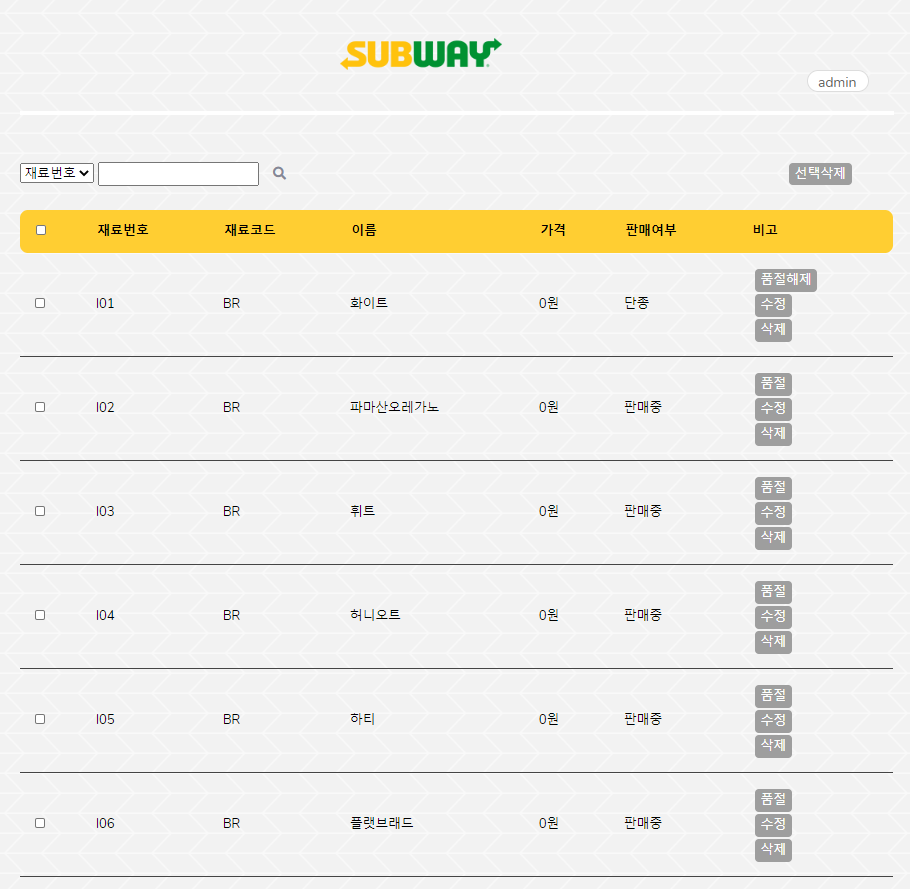 SUBWAY
admin
재료번호
선택삭제
재료번호 재료코드 이름 가격 판매여부 비고
I01 BR 화이트 0원 단종 품절해제
수정
삭제
I02 BR 파마산오레가노 0원 판매중 품절
수정
삭제
I03 BR 휘트 0원 판매중 품절
수정
삭제
I04 BR 허니오트 0원 판매중 품절
수정
삭제
I05 BR 하티 0원 판매중 품절
수정
삭제
I06 BR 플랫브래드 0원 판매중 품절
수정
삭제